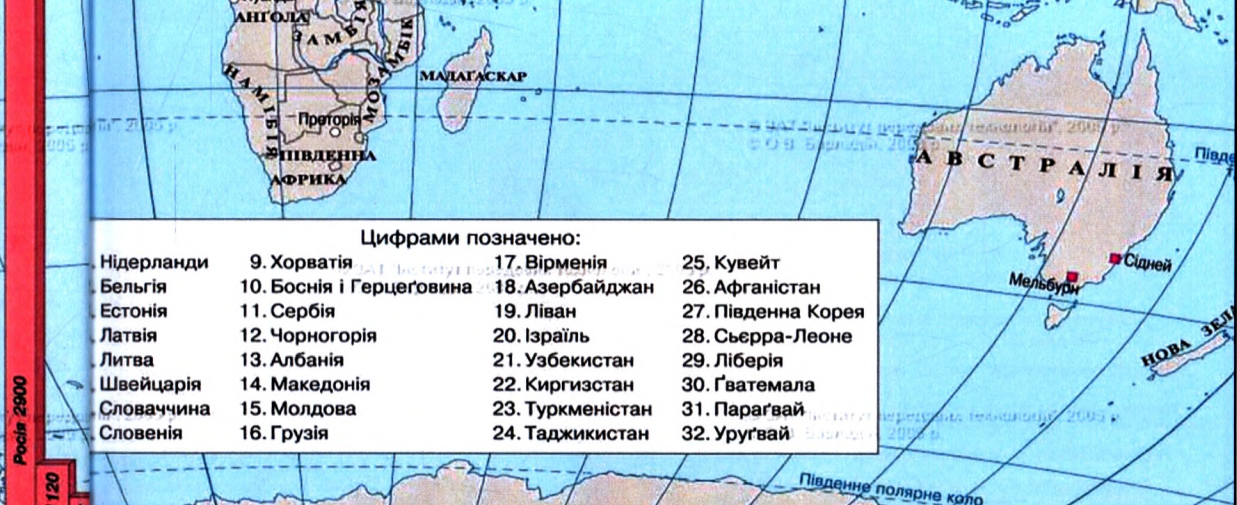 АНҐОЛА
ЗАМБІЯ
МОЗАМБІК
НАМІБІЯ
МАДАҐАСКАР
Преторія
ПІВДЕННА
АФРИКА
АВСТРАЛІЯ
Півде
Сідней
Мельбурн
НОВА ЗЕЛА
Цифрами позначено:
. Нідерланди 9. Хорватія 17. Вірменія 25. Кувейт
. Бельгія 10. Боснія і Герцеґовина 18. Азербайджан 26. Афганістан
. Естонія 11. Сербія 19. Ліван 27. Південна Корея
. Латвія 12. Чорногорія 20. Ізраїль 28. Сьєрра-Леоне
. Литва 13. Албанія 21. Узбекистан 29. Ліберія
. Швейцарія 14. Македонія 22. Киргизстан 30. Ґватемала
. Словаччина 15. Молдова 23. Туркменістан 31. Параґвай
. Словенія 16. Грузія 24. Таджикистан 32. Уруґвай
Росія 2900
120
Південне полярне коло